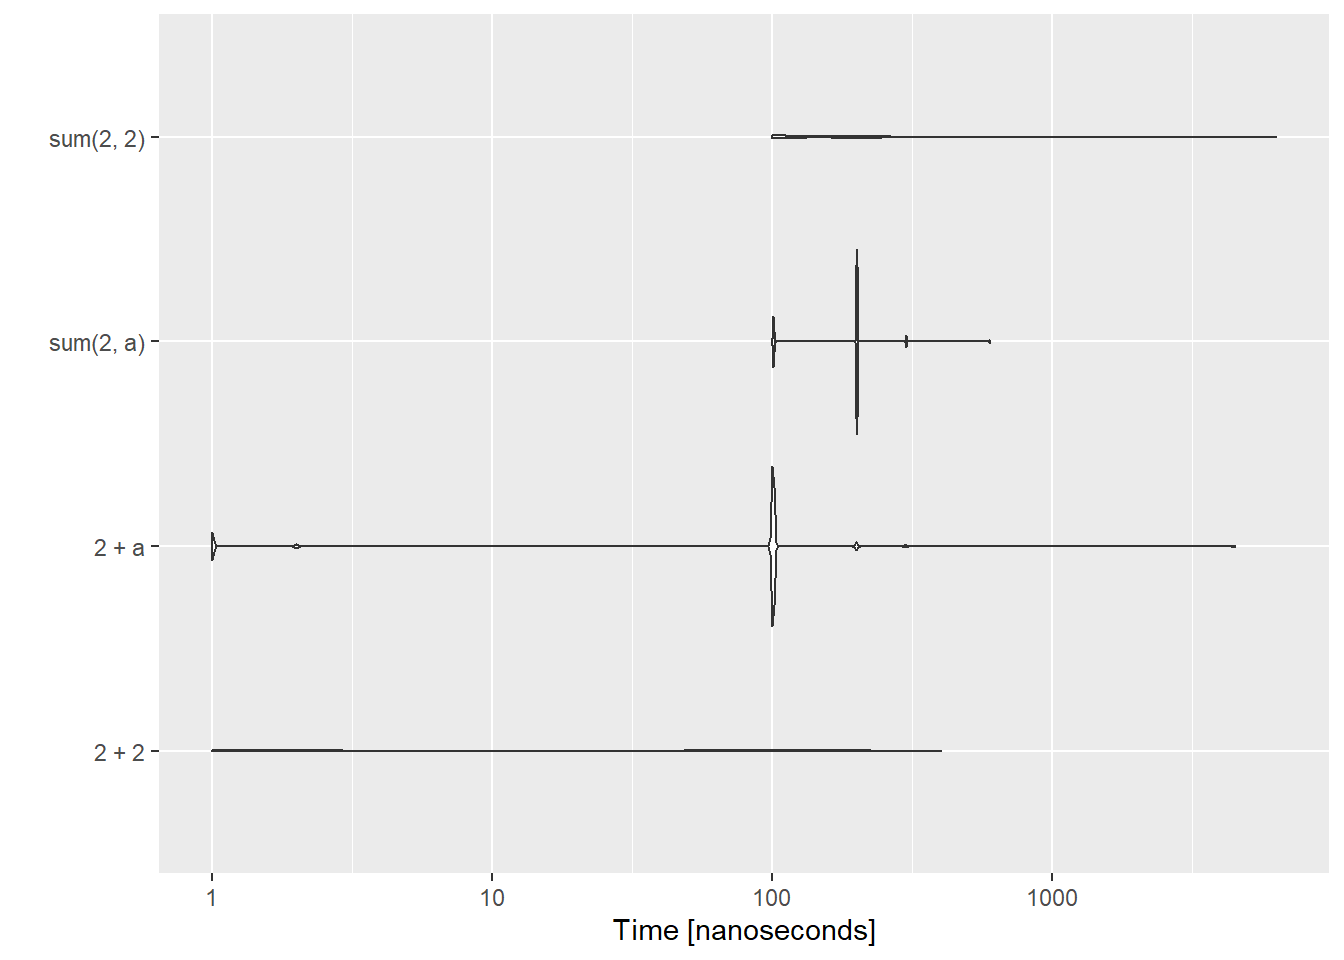 sum(2, 2)
sum(2, a)
2 + a
2 + 2
1 10 100 1000
Time [nanoseconds]